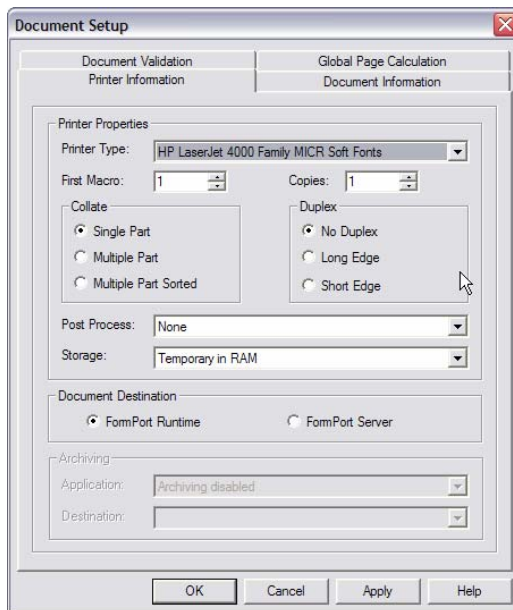 Document Setup
Document Validation Global Page Calculation
Printer Information Document Information
Printer Properties
Printer Type: HP LaserJet 4000 Family MICR Soft Fonts
First Macro: 1 Copies: 1
Collate Duplex
Single Part No Duplex
Multiple Part Long Edge
Multiple Part Sorted Short Edge
Post Process: None
Storage: Temporary in RAM
Document Destination
FormPort Runtime FormPort Server
Archiving
Application: Archiving disabled
Destination:
OK Cancel Apply Help